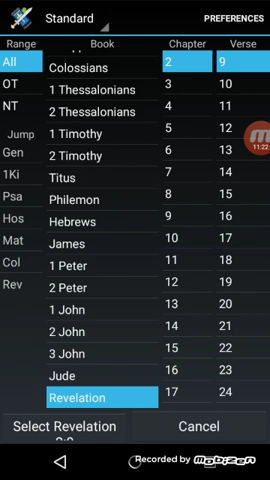 Standard PREFERENCES
Range Book Chapter Verse
All Colossians 2 9
OT 1 Thessalonians 3 10
NT 2 Thessalonians 4 11
Jump 1 Timothy 5 12
Gen 2 Timothy 6 13
1Ki Titus 7 14
Psa Philemon 8 15
Hos Hebrews 9 16
Mat James 10 17
Col 1 Peter 11 18
Rev 2 Peter 12 19
1 John 13 20
2 John 14 21
3 John 15 22
Jude 16 23
Revelation 17 24
11:22
Select Revelation Cancel
Recorded by mobizen